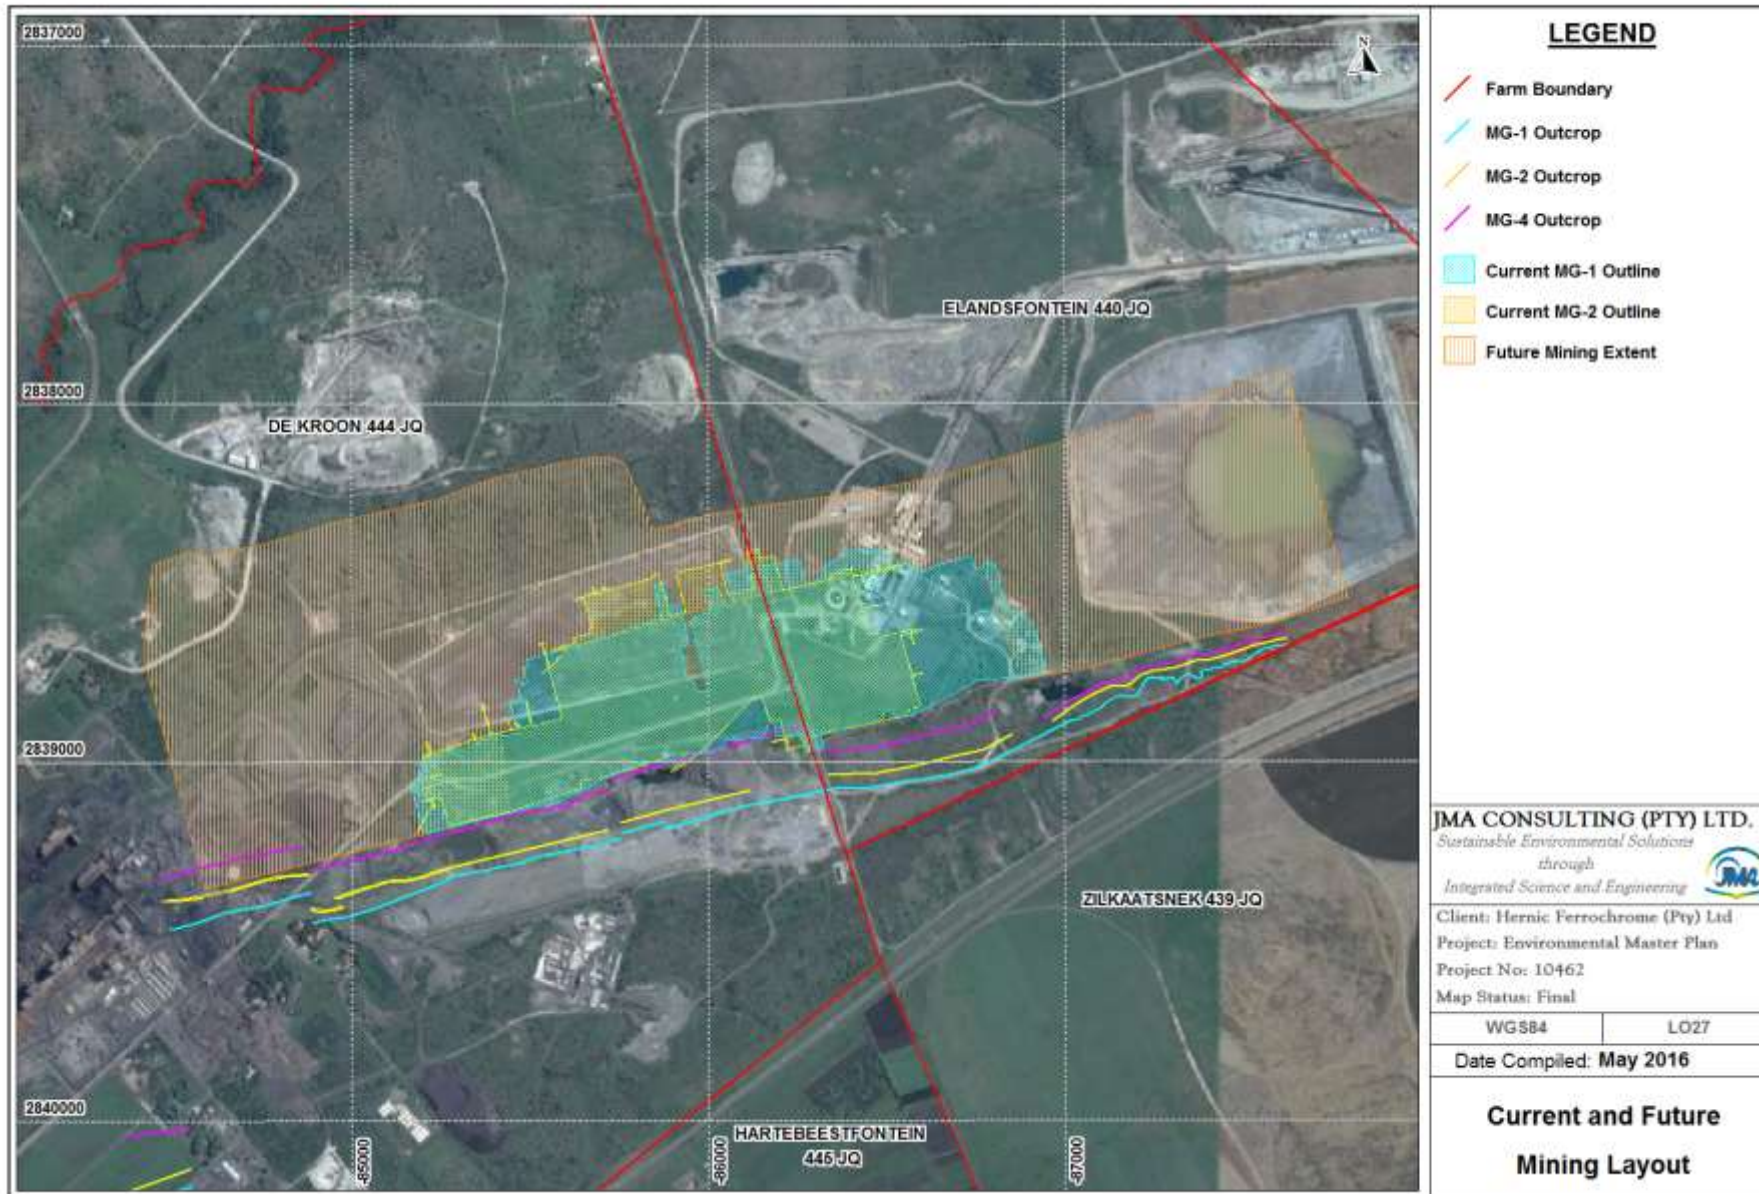 2837000
N
ELANDSFONTEIN 440 JQ
2838000
DE KROON 444 JQ
2839000
ZILKAATSNEK 439 JQ
2840000
HARTEBEESTFONTEIN
445 JQ
-85000
-86000
-87000
LEGEND
Farm Boundary
MG-1 Outcrop
MG-2 Outcrop
MG-4 Outcrop
Current MG-1 Outline
Current MG-2 Outline
Future Mining Extent
JMA CONSULTING (PTY) LTD.
Sustainable Environmental Solutions
through
Integrated Science and Engineering
JMA
Client: Hernic Ferrochrome (Pty) Ltd
Project: Environmental Master Plan
Project No: 10462
Map Status: Final
WGS84 LO27
Date Compiled: May 2016
Current and Future
Mining Layout